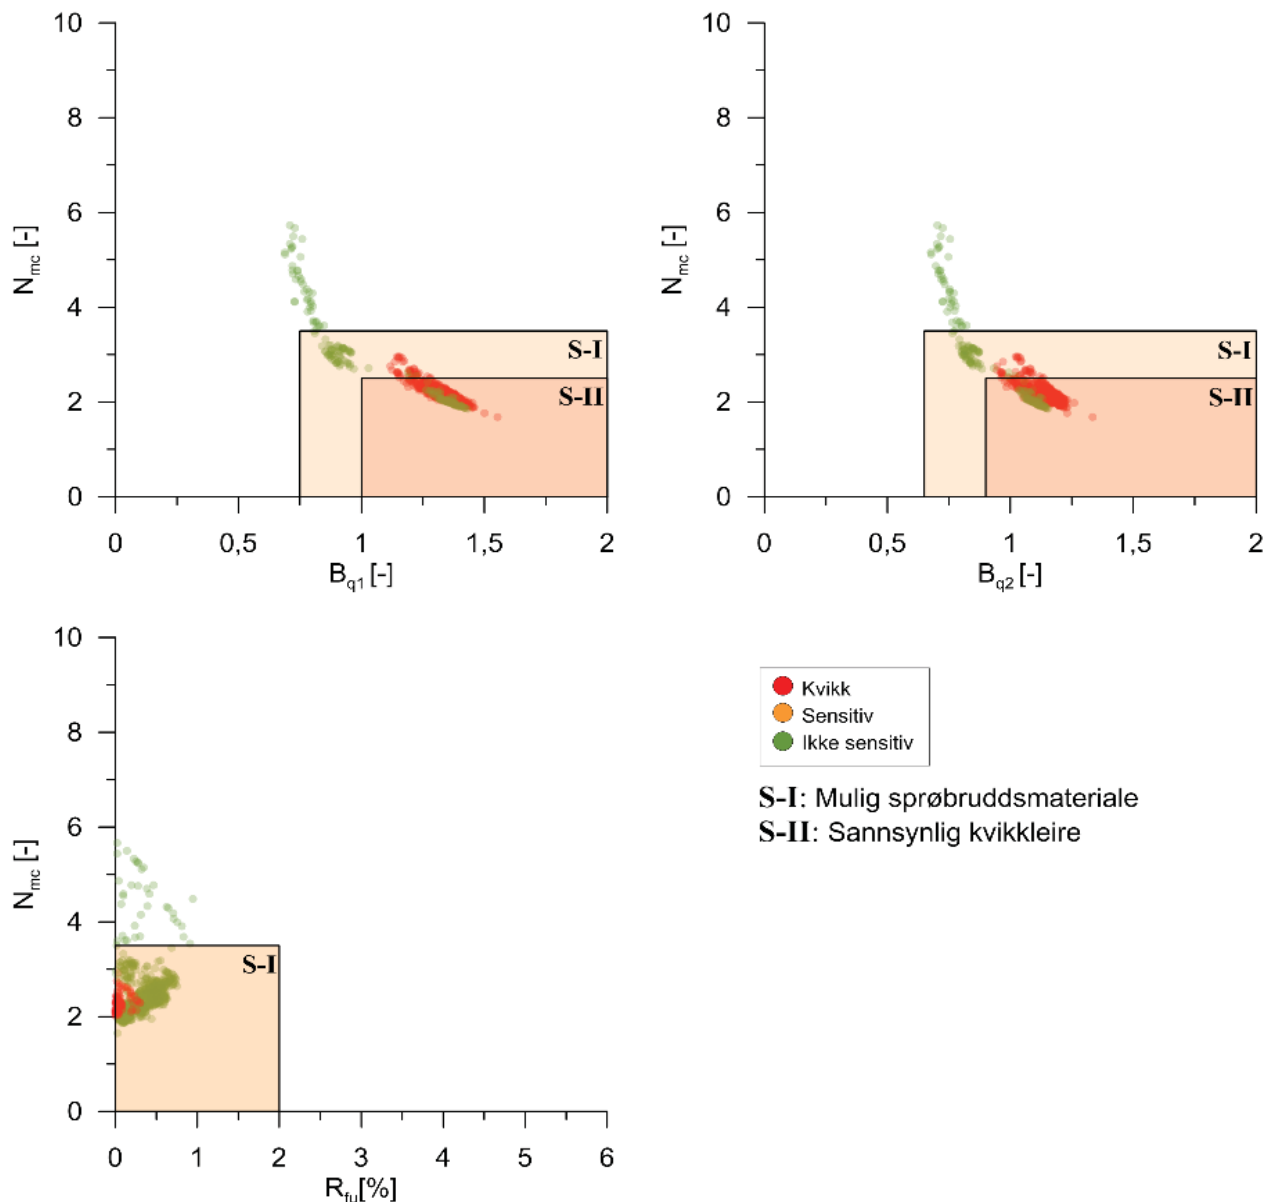 10
8
6
4
2
0
N_mc [-]
S-I
S-II
0 0,5 1 1,5 2
B_q1 [-]
10
8
6
4
2
0
N_mc [-]
S-I
S-II
0 0,5 1 1,5 2
B_q2 [-]
10
8
6
4
2
0
N_mc [-]
S-I
0 1 2 3 4 5 6
R_fu[%]
Kvikk
Sensitiv
Ikke sensitiv
S-I: Mulig sprøbruddsmateriale
S-II: Sannsynlig kvikkleire